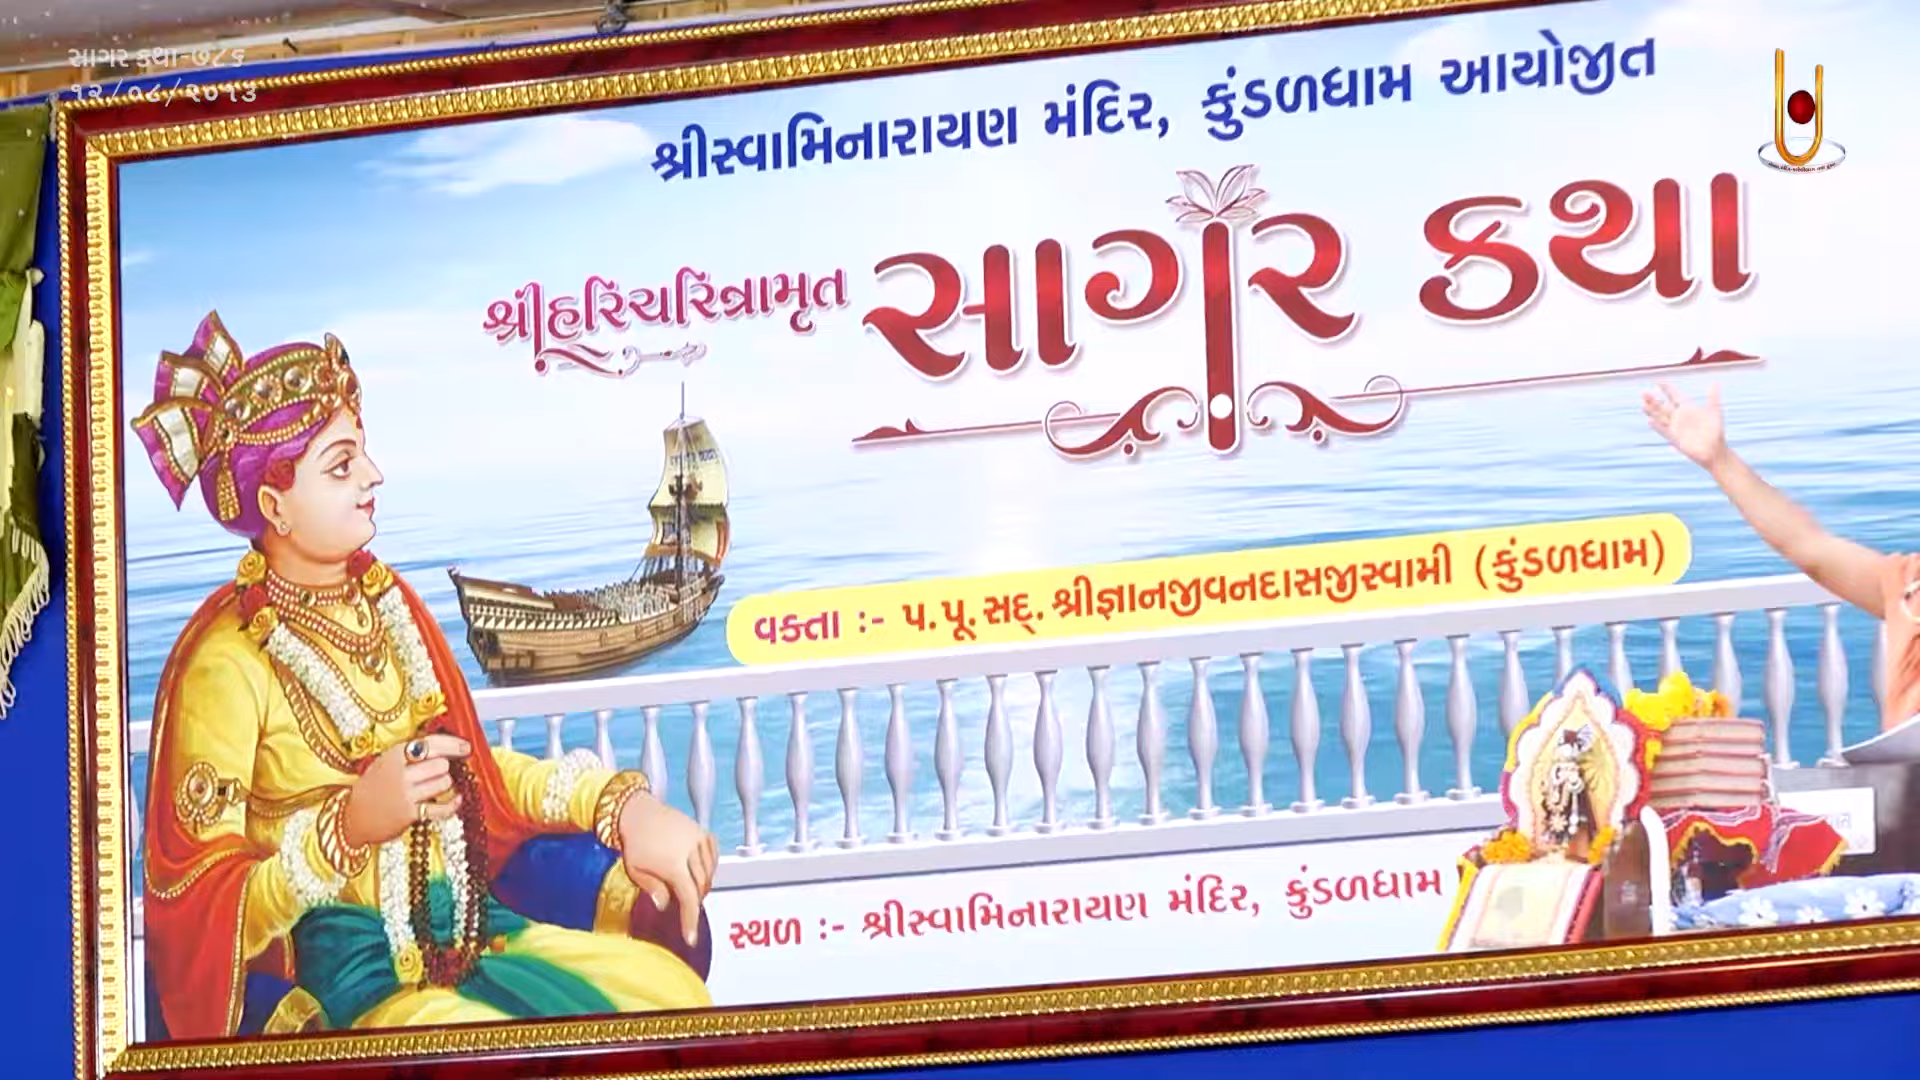 સાગર કથા-૭૮૬
૧૨/૦૮/૨૦૧૩
શ્રીસ્વામિનારાયણ મંદિર, કુંડળધામ આયોજીત
શ્રીહરિચરિત્રામૃત
સાગર કથા
વક્તા :- પ.પૂ.સદ્. શ્રીજ્ઞાનજીવનદાસજીસ્વામી (કુંડળધામ)
સ્થળ :- શ્રીસ્વામિનારાયણ મંદિર, કુંડળધામ